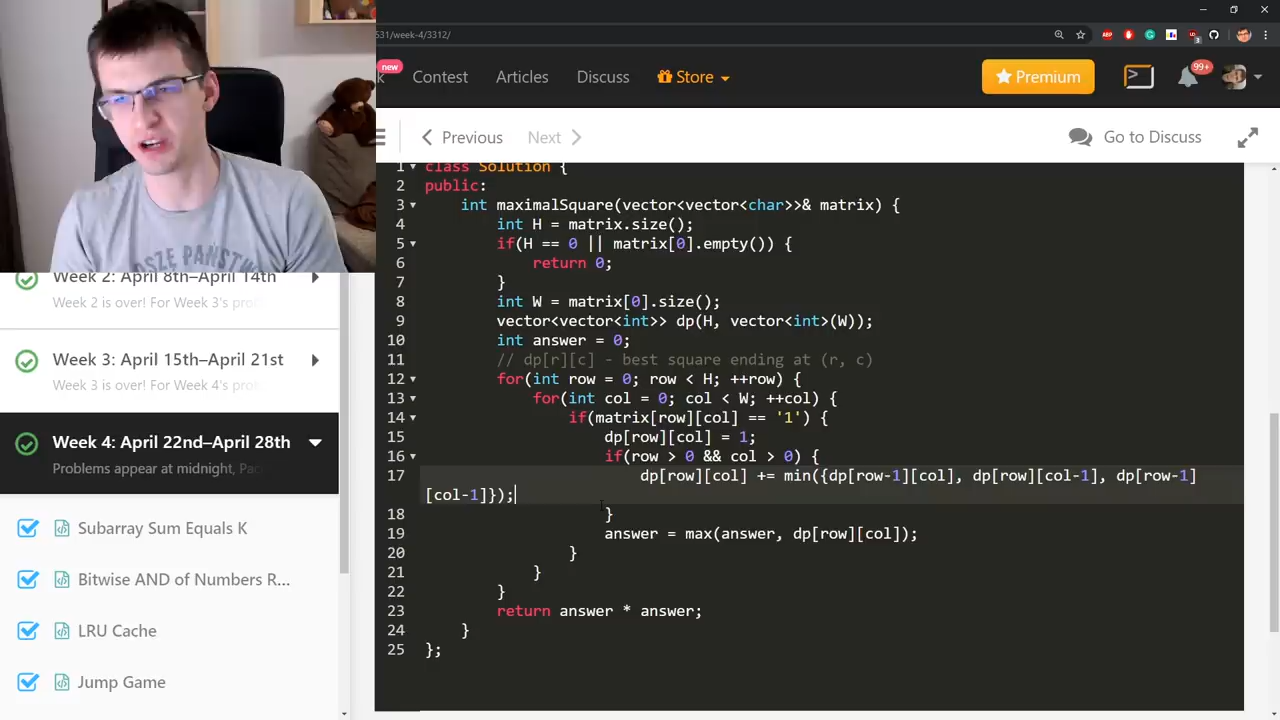 531/week-4/3312/
ABP
3
k
new
Contest
Articles
Discuss
Store
Premium
99+
Previous
Next
Go to Discuss
Week 2: April 8th–April 14th
Week 2 is over! For Week 3's
Week 3: April 15th–April 21st
Week 3 is over! For Week 4's
Week 4: April 22nd–April 28th
Problems appear at midnight,
Subarray Sum Equals K
Bitwise AND of Numbers R...
LRU Cache
Jump Game
1 class Solution {
2 public:
3 int maximalSquare(vector<vector<char>>& matrix) {
4 int H = matrix.size();
5 if(H == 0 || matrix[0].empty()) {
6 return 0;
7 }
8 int W = matrix[0].size();
9 vector<vector<int>> dp(H, vector<int>(W));
10 int answer = 0;
11 // dp[r][c] - best square ending at (r, c)
12 for(int row = 0; row < H; ++row) {
13 for(int col = 0; col < W; ++col) {
14 if(matrix[row][col] == '1') {
15 dp[row][col] = 1;
16 if(row > 0 && col > 0) {
17 dp[row][col] += min({dp[row-1][col], dp[row][col-1], dp[row-1]
[col-1]});
18 }
19 answer = max(answer, dp[row][col]);
20 }
21 }
22 }
23 return answer * answer;
24 }
25 };